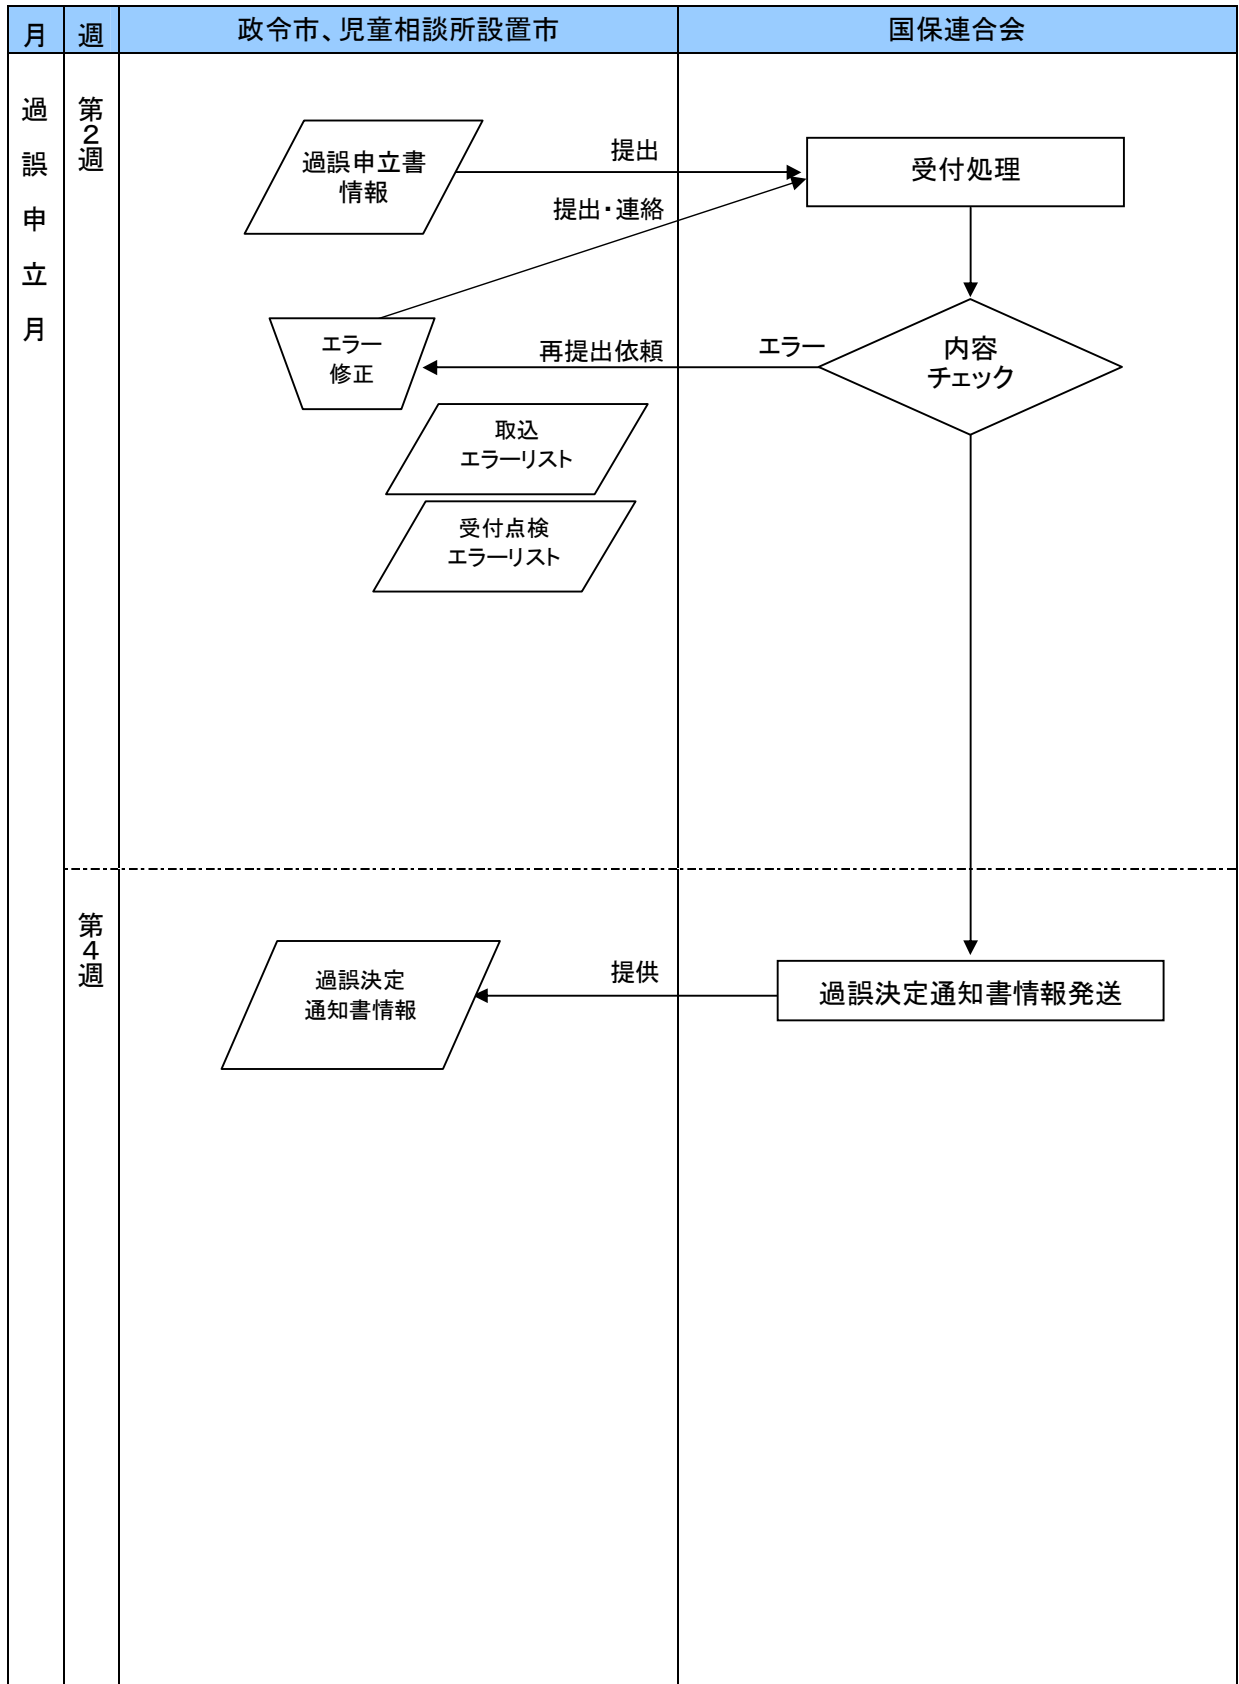 月 週 政令市、児童相談所設置市 国保連合会
過誤申立月
第2週
過誤申立書
情報
提出
受付処理
提出・連絡
エラー
修正
再提出依頼
エラー
内容
チェック
取込
エラーリスト
受付点検
エラーリスト
第4週
過誤決定
通知書情報
提供
過誤決定通知書情報発送